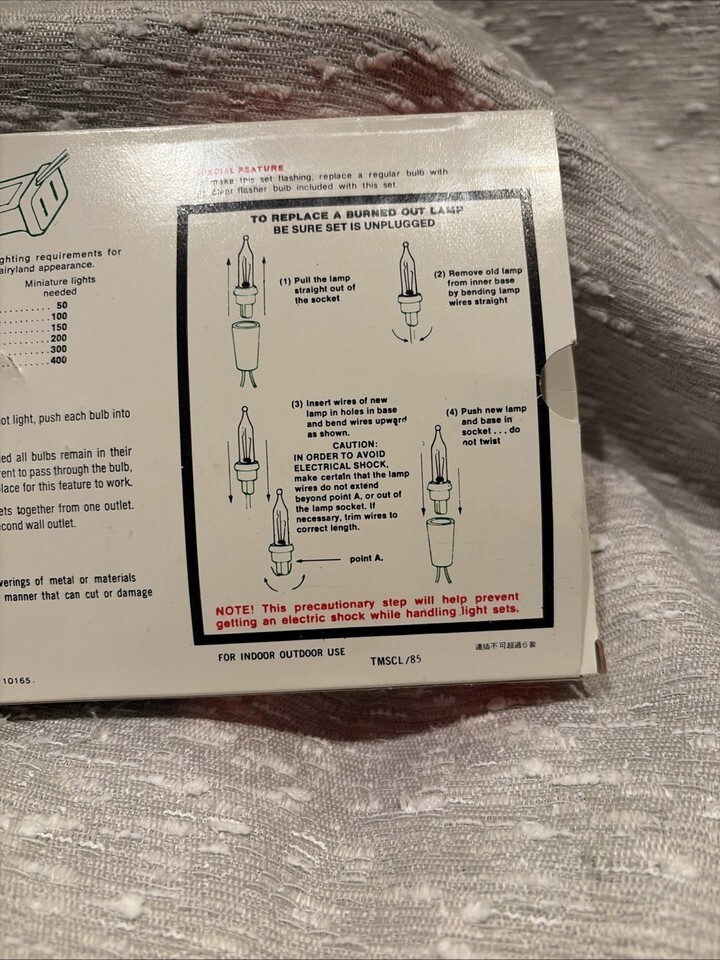 SPECIAL FEATURE
make this set flashing, replace a regular bulb with
clear flasher bulb included with this set
ghting requirements for
airyland appearance.
Miniature lights
needed
50
100
150
200
300
400
ot light, push each bulb into
ed all bulbs remain in their
rent to pass through the bulb,
lace for this feature to work.
ets together from one outlet.
econd wall outlet.
verings of metal or materials
manner that can cut or damage
10165.
TO REPLACE A BURNED OUT LAMP
BE SURE SET IS UNPLUGGED
(1) Pull the lamp
straight out of
the socket
(2) Remove old lamp
from inner base
by bending lamp
wires straight
(3) Insert wires of new
lamp in holes in base
and bend wires upward
as shown.
CAUTION:
IN ORDER TO AVOID
ELECTRICAL SHOCK,
make certain that the lamp
wires do not extend
beyond point A, or out of
the lamp socket. If
necessary, trim wires to
correct length.
point A.
(4) Push new lamp
and base in
socket . . . do
not twist
NOTE! This precautionary step will help prevent
getting an electric shock while handling light sets.
FOR INDOOR OUTDOOR USE
TMSCL/85
連插不可超過6套